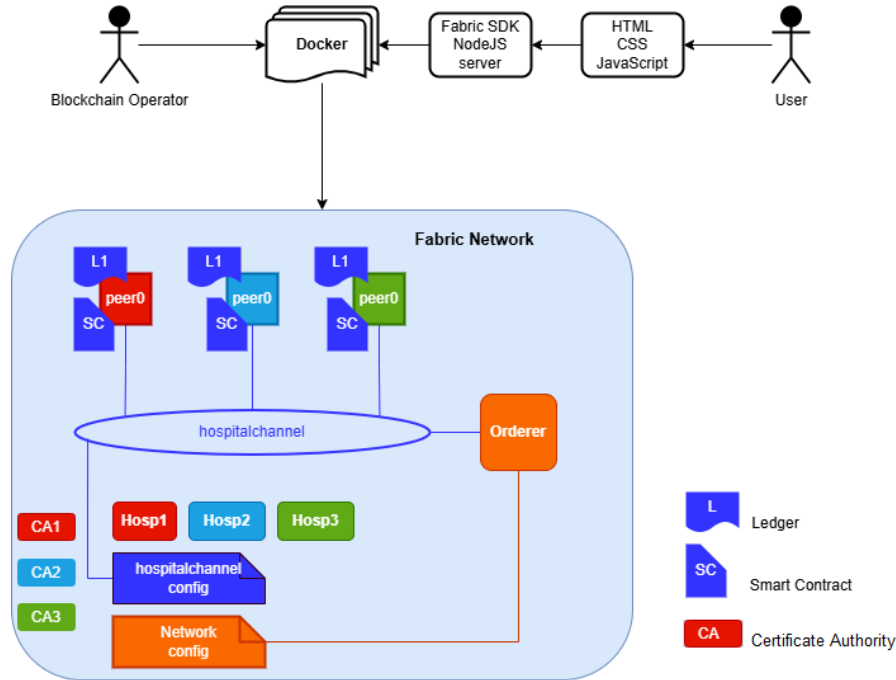 Docker
Fabric SDK
NodeJS
server
HTML
CSS
JavaScript
Blockchain Operator
User
Fabric Network
L1
peer0
SC
L1
peer0
SC
L1
peer0
SC
hospitalchannel
Orderer
CA1
Hosp1
Hosp2
Hosp3
CA2
hospitalchannel
config
CA3
Network
config
L
Ledger
SC
Smart Contract
CA
Certificate Authority